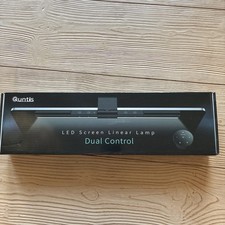 Quntis
LED Screen Linear Lamp
Dual Control